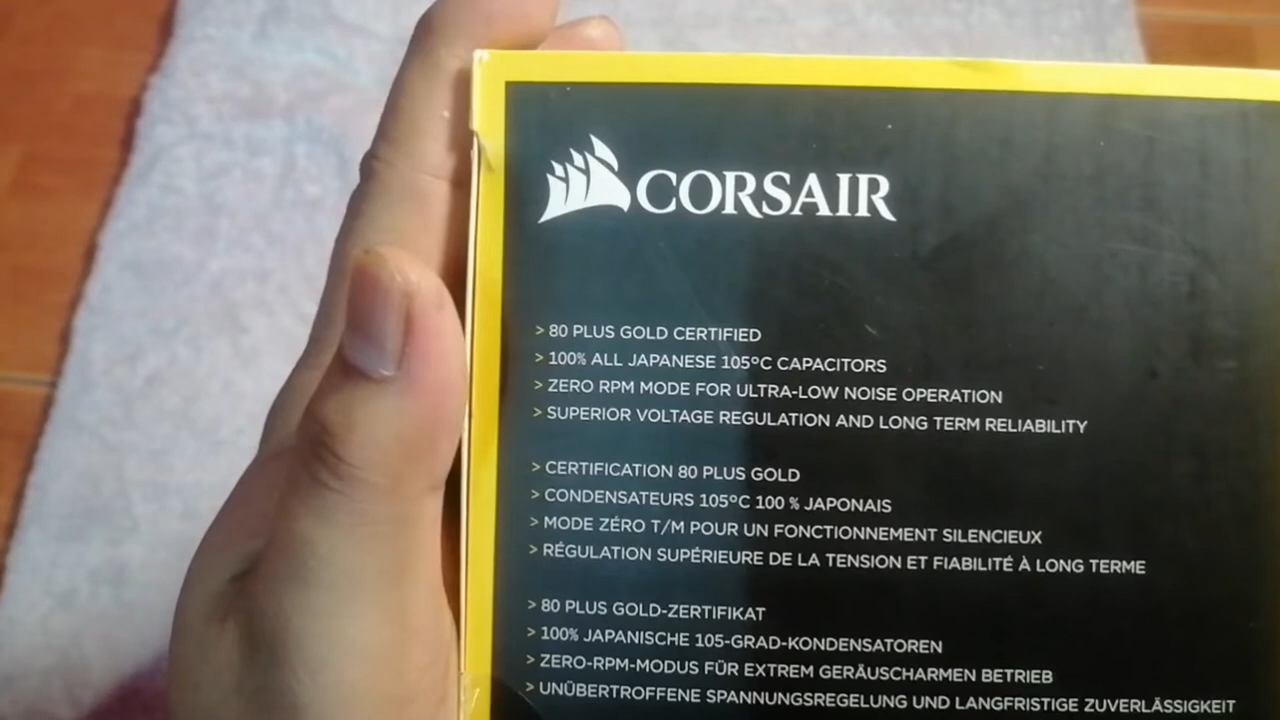 CORSAIR
> 80 PLUS GOLD CERTIFIED
> 100% ALL JAPANESE 105°C CAPACITORS
> ZERO RPM MODE FOR ULTRA-LOW NOISE OPERATION
> SUPERIOR VOLTAGE REGULATION AND LONG TERM RELIABILITY
> CERTIFICATION 80 PLUS GOLD
> CONDENSATEURS 105°C 100 % JAPONAIS
> MODE ZÉRO T/M POUR UN FONCTIONNEMENT SILENCIEUX
> RÉGULATION SUPÉRIEURE DE LA TENSION ET FIABILITÉ À LONG TERME
> 80 PLUS GOLD-ZERTIFIKAT
> 100% JAPANISCHE 105-GRAD-KONDENSATOREN
> ZERO-RPM-MODUS FÜR EXTREM GERÄUSCHARMEN BETRIEB
> UNÜBERTROFFENE SPANNUNGSREGELUNG UND LANGFRISTIGE ZUVERLÄSSIGKEIT